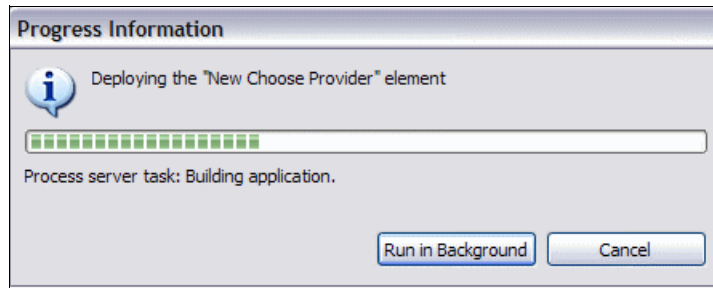 Progress Information
Deploying the "New Choose Provider" element
Process server task: Building application.
Run in Background Cancel